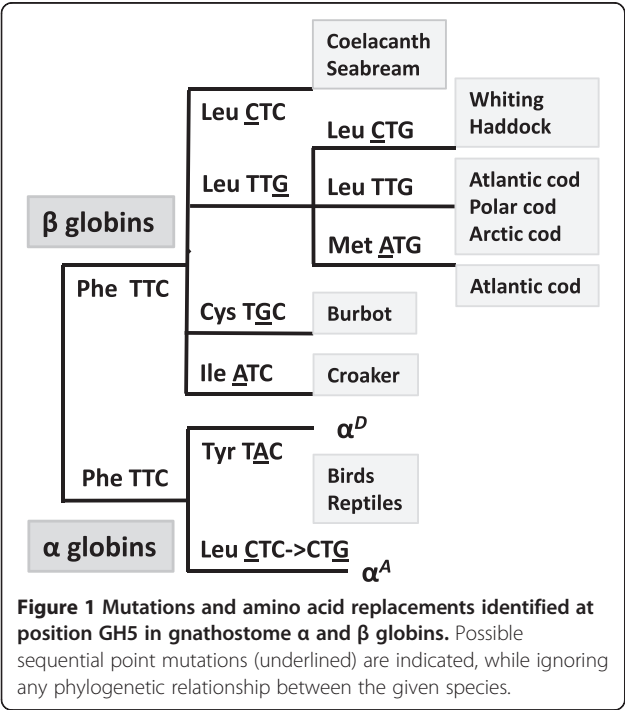 Coelacanth
Seabream
Leu CTC
Whiting
Haddock
Leu CTG
Leu TTG
Leu TTG
Atlantic cod
Polar cod
Arctic cod
β globins
Met ATG
Atlantic cod
Phe TTC
Cys TGC
Burbot
Ile ATC
Croaker
αD
Tyr TAC
Phe TTC
Birds
Reptiles
α globins
Leu CTC->CTG
αA
Figure 1 Mutations and amino acid replacements identified at
position GH5 in gnathostome α and β globins. Possible
sequential point mutations (underlined) are indicated, while ignoring
any phylogenetic relationship between the given species.